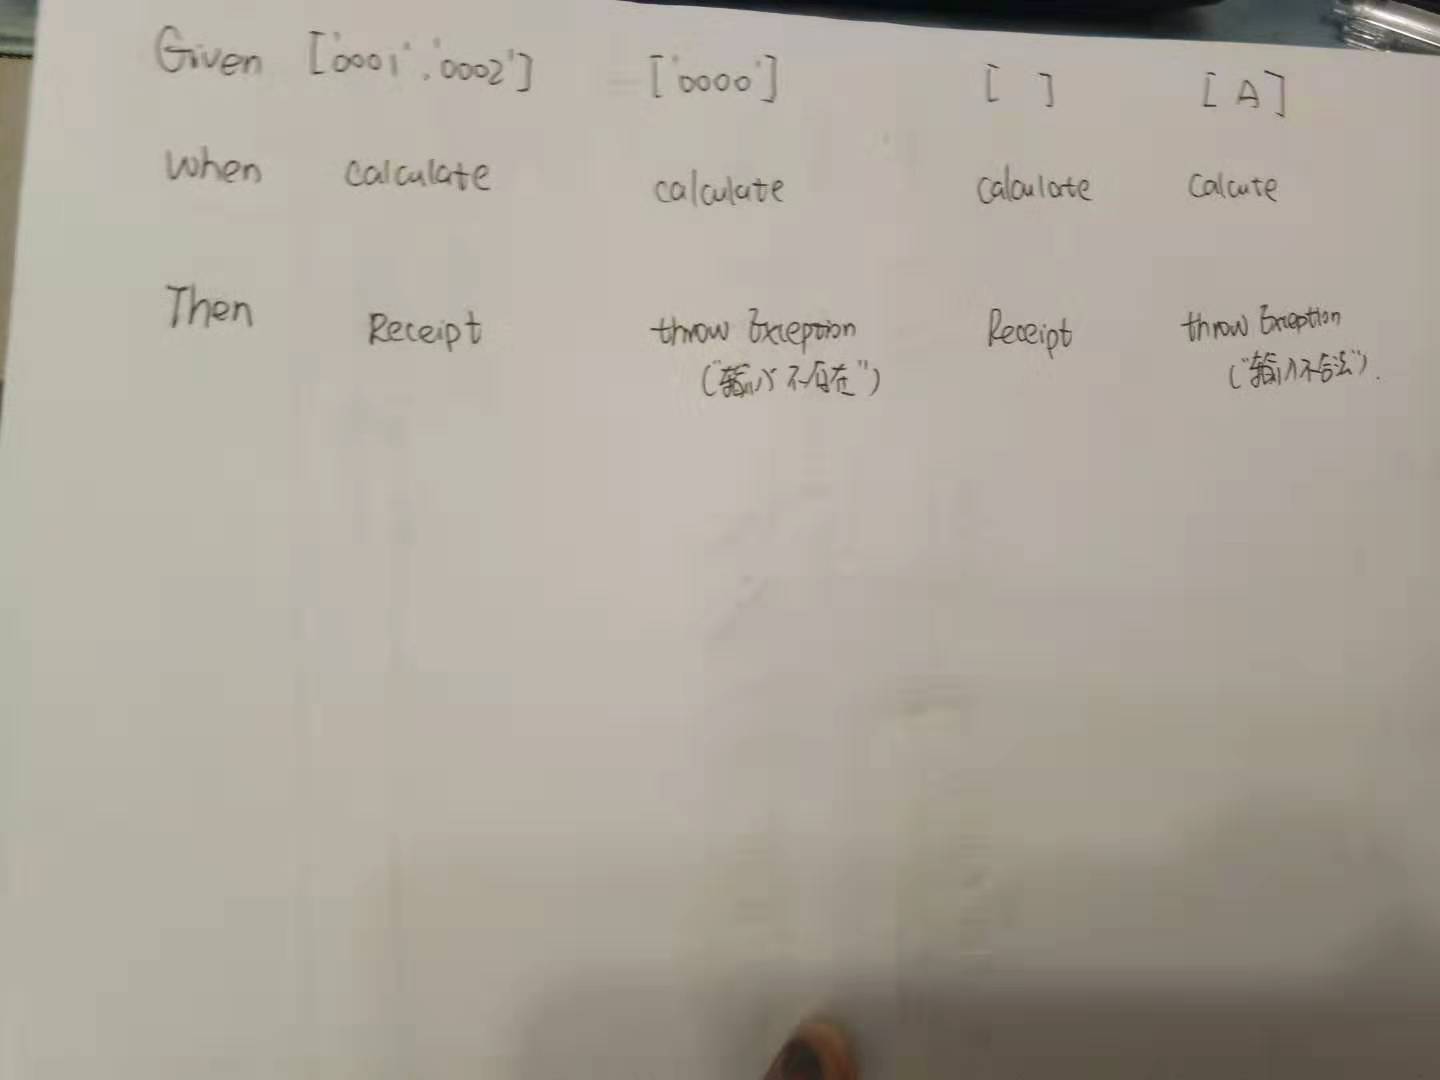 Given ['0001','0002'] ['0000'] [ ] [A]
when calculate calculate calculate Calcute
Then Receipt throw Exception Receipt throw Exception
("输入不存在") ("输入不合法").